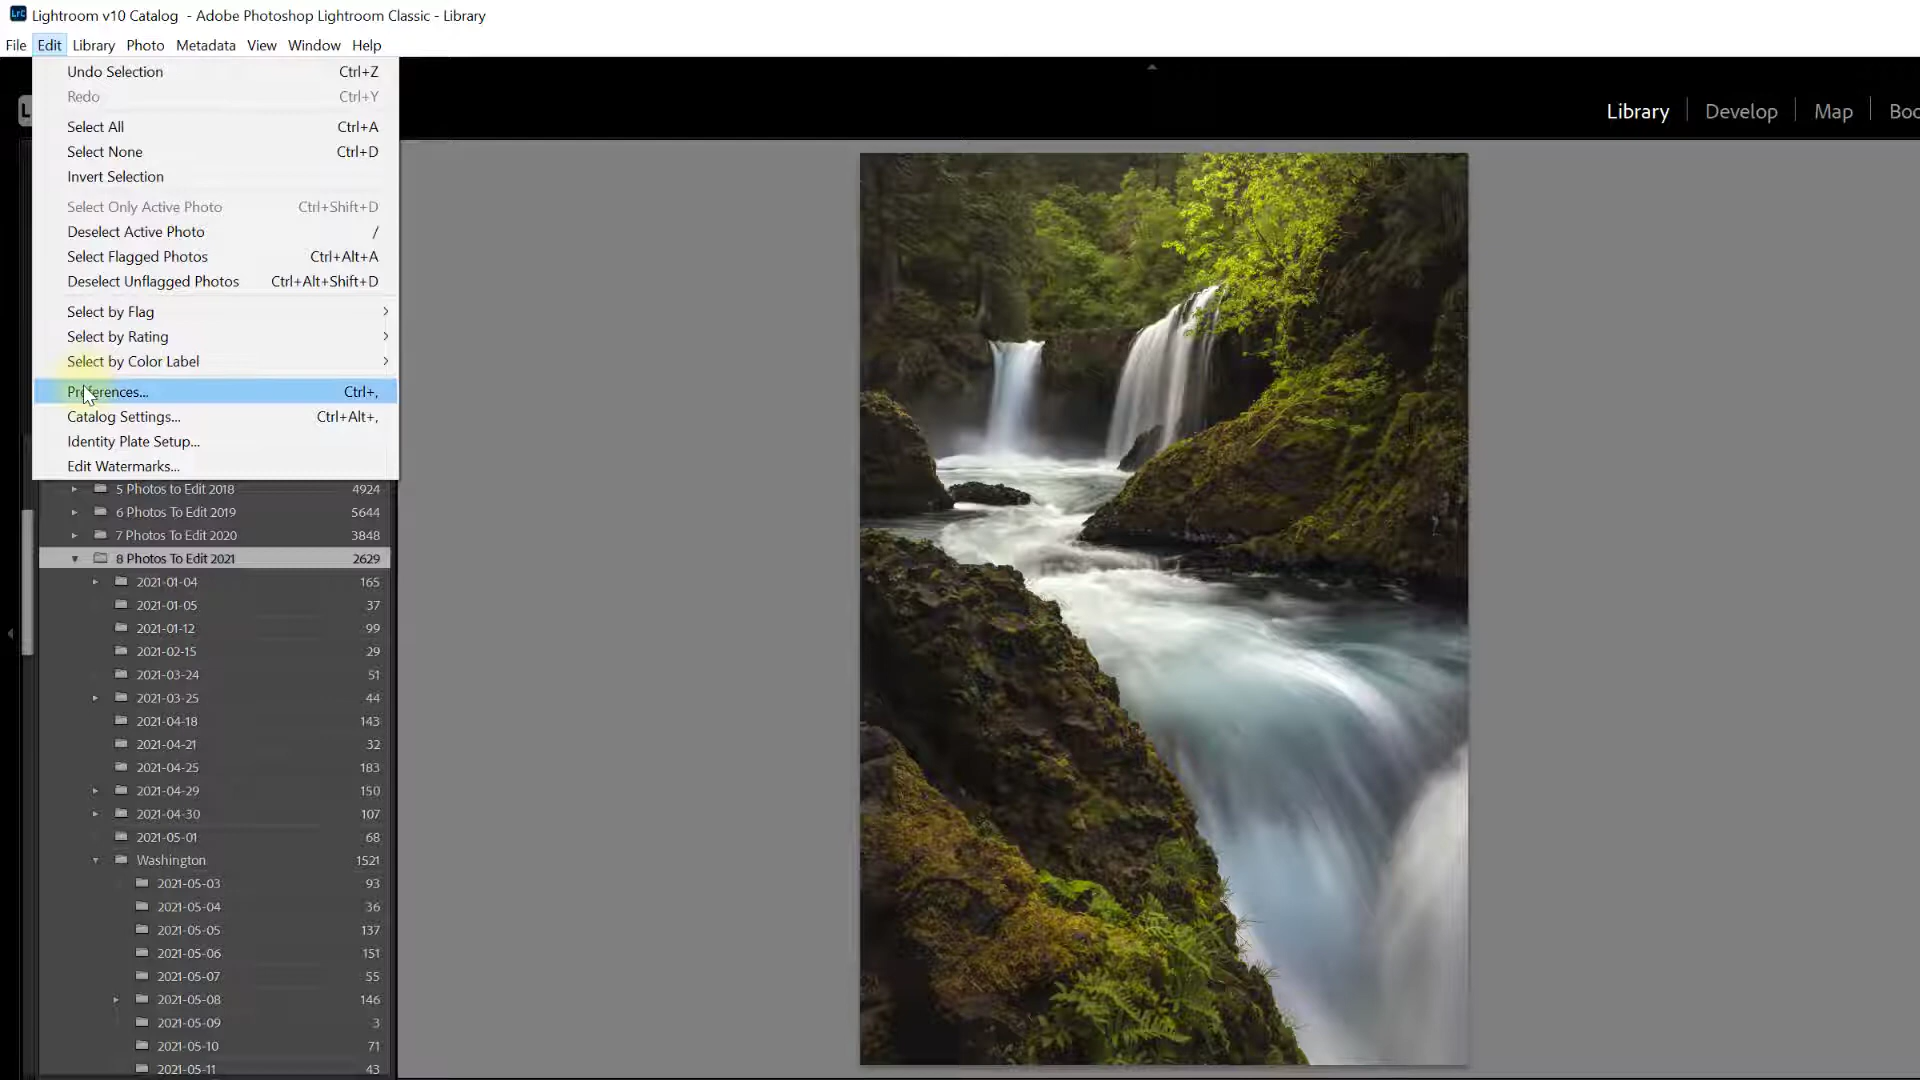 Lrc Lightroom v10 Catalog - Adobe Photoshop Lightroom Classic - Library
File Edit Library Photo Metadata View Window Help
Undo Selection Ctrl+Z
Redo Ctrl+Y
Select All Ctrl+A
Select None Ctrl+D
Invert Selection
Select Only Active Photo Ctrl+Shift+D
Deselect Active Photo /
Select Flagged Photos Ctrl+Alt+A
Deselect Unflagged Photos Ctrl+Alt+Shift+D
Select by Flag
Select by Rating
Select by Color Label
Preferences... Ctrl+,
Catalog Settings... Ctrl+Alt+,
Identity Plate Setup...
Edit Watermarks...
Library Develop Map Boo
5 Photos to Edit 2018 4924
6 Photos To Edit 2019 5644
7 Photos To Edit 2020 3848
8 Photos To Edit 2021 2629
2021-01-04 165
2021-01-05 37
2021-01-12 99
2021-02-15 29
2021-03-24 51
2021-03-25 44
2021-04-18 143
2021-04-21 32
2021-04-25 183
2021-04-29 150
2021-04-30 107
2021-05-01 68
Washington 1521
2021-05-03 93
2021-05-04 36
2021-05-05 137
2021-05-06 151
2021-05-07 55
2021-05-08 146
2021-05-09 3
2021-05-10 71
2021-05-11 43